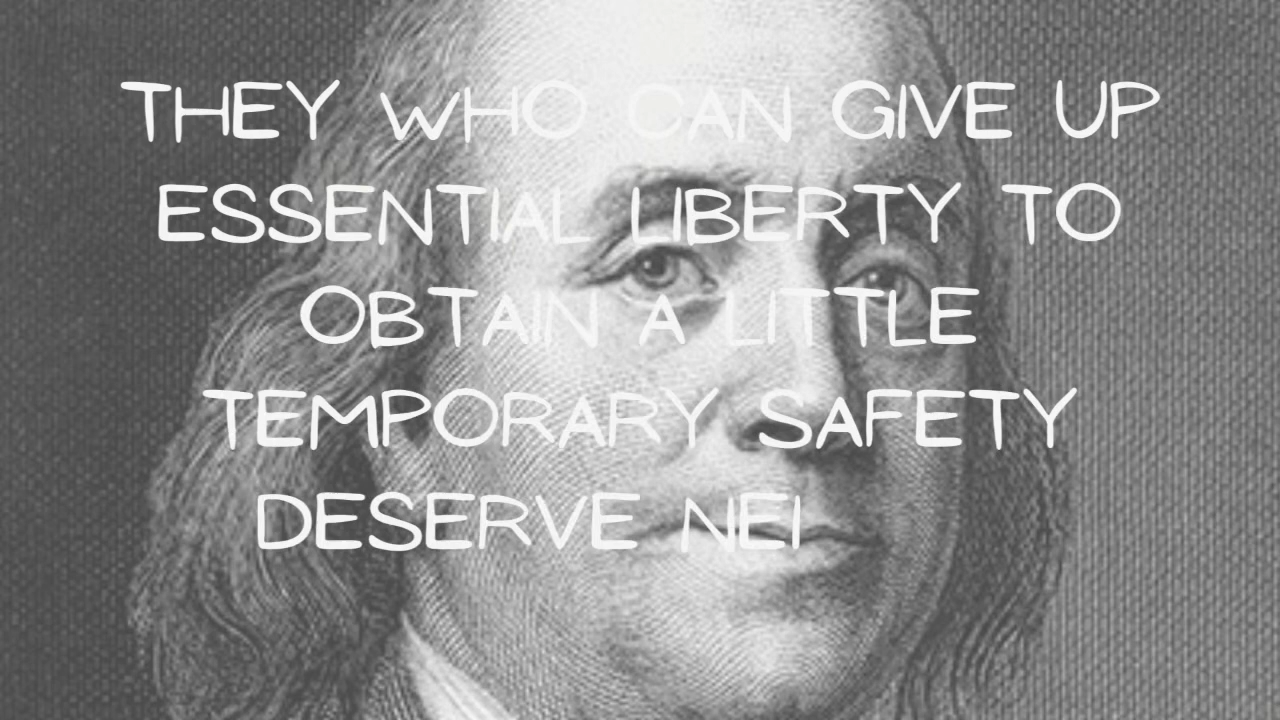 THEY WHO CAN GIVE UP
ESSENTIAL LIBERTY TO
OBTAIN A LITTLE
TEMPORARY SAFETY
DESERVE NEI